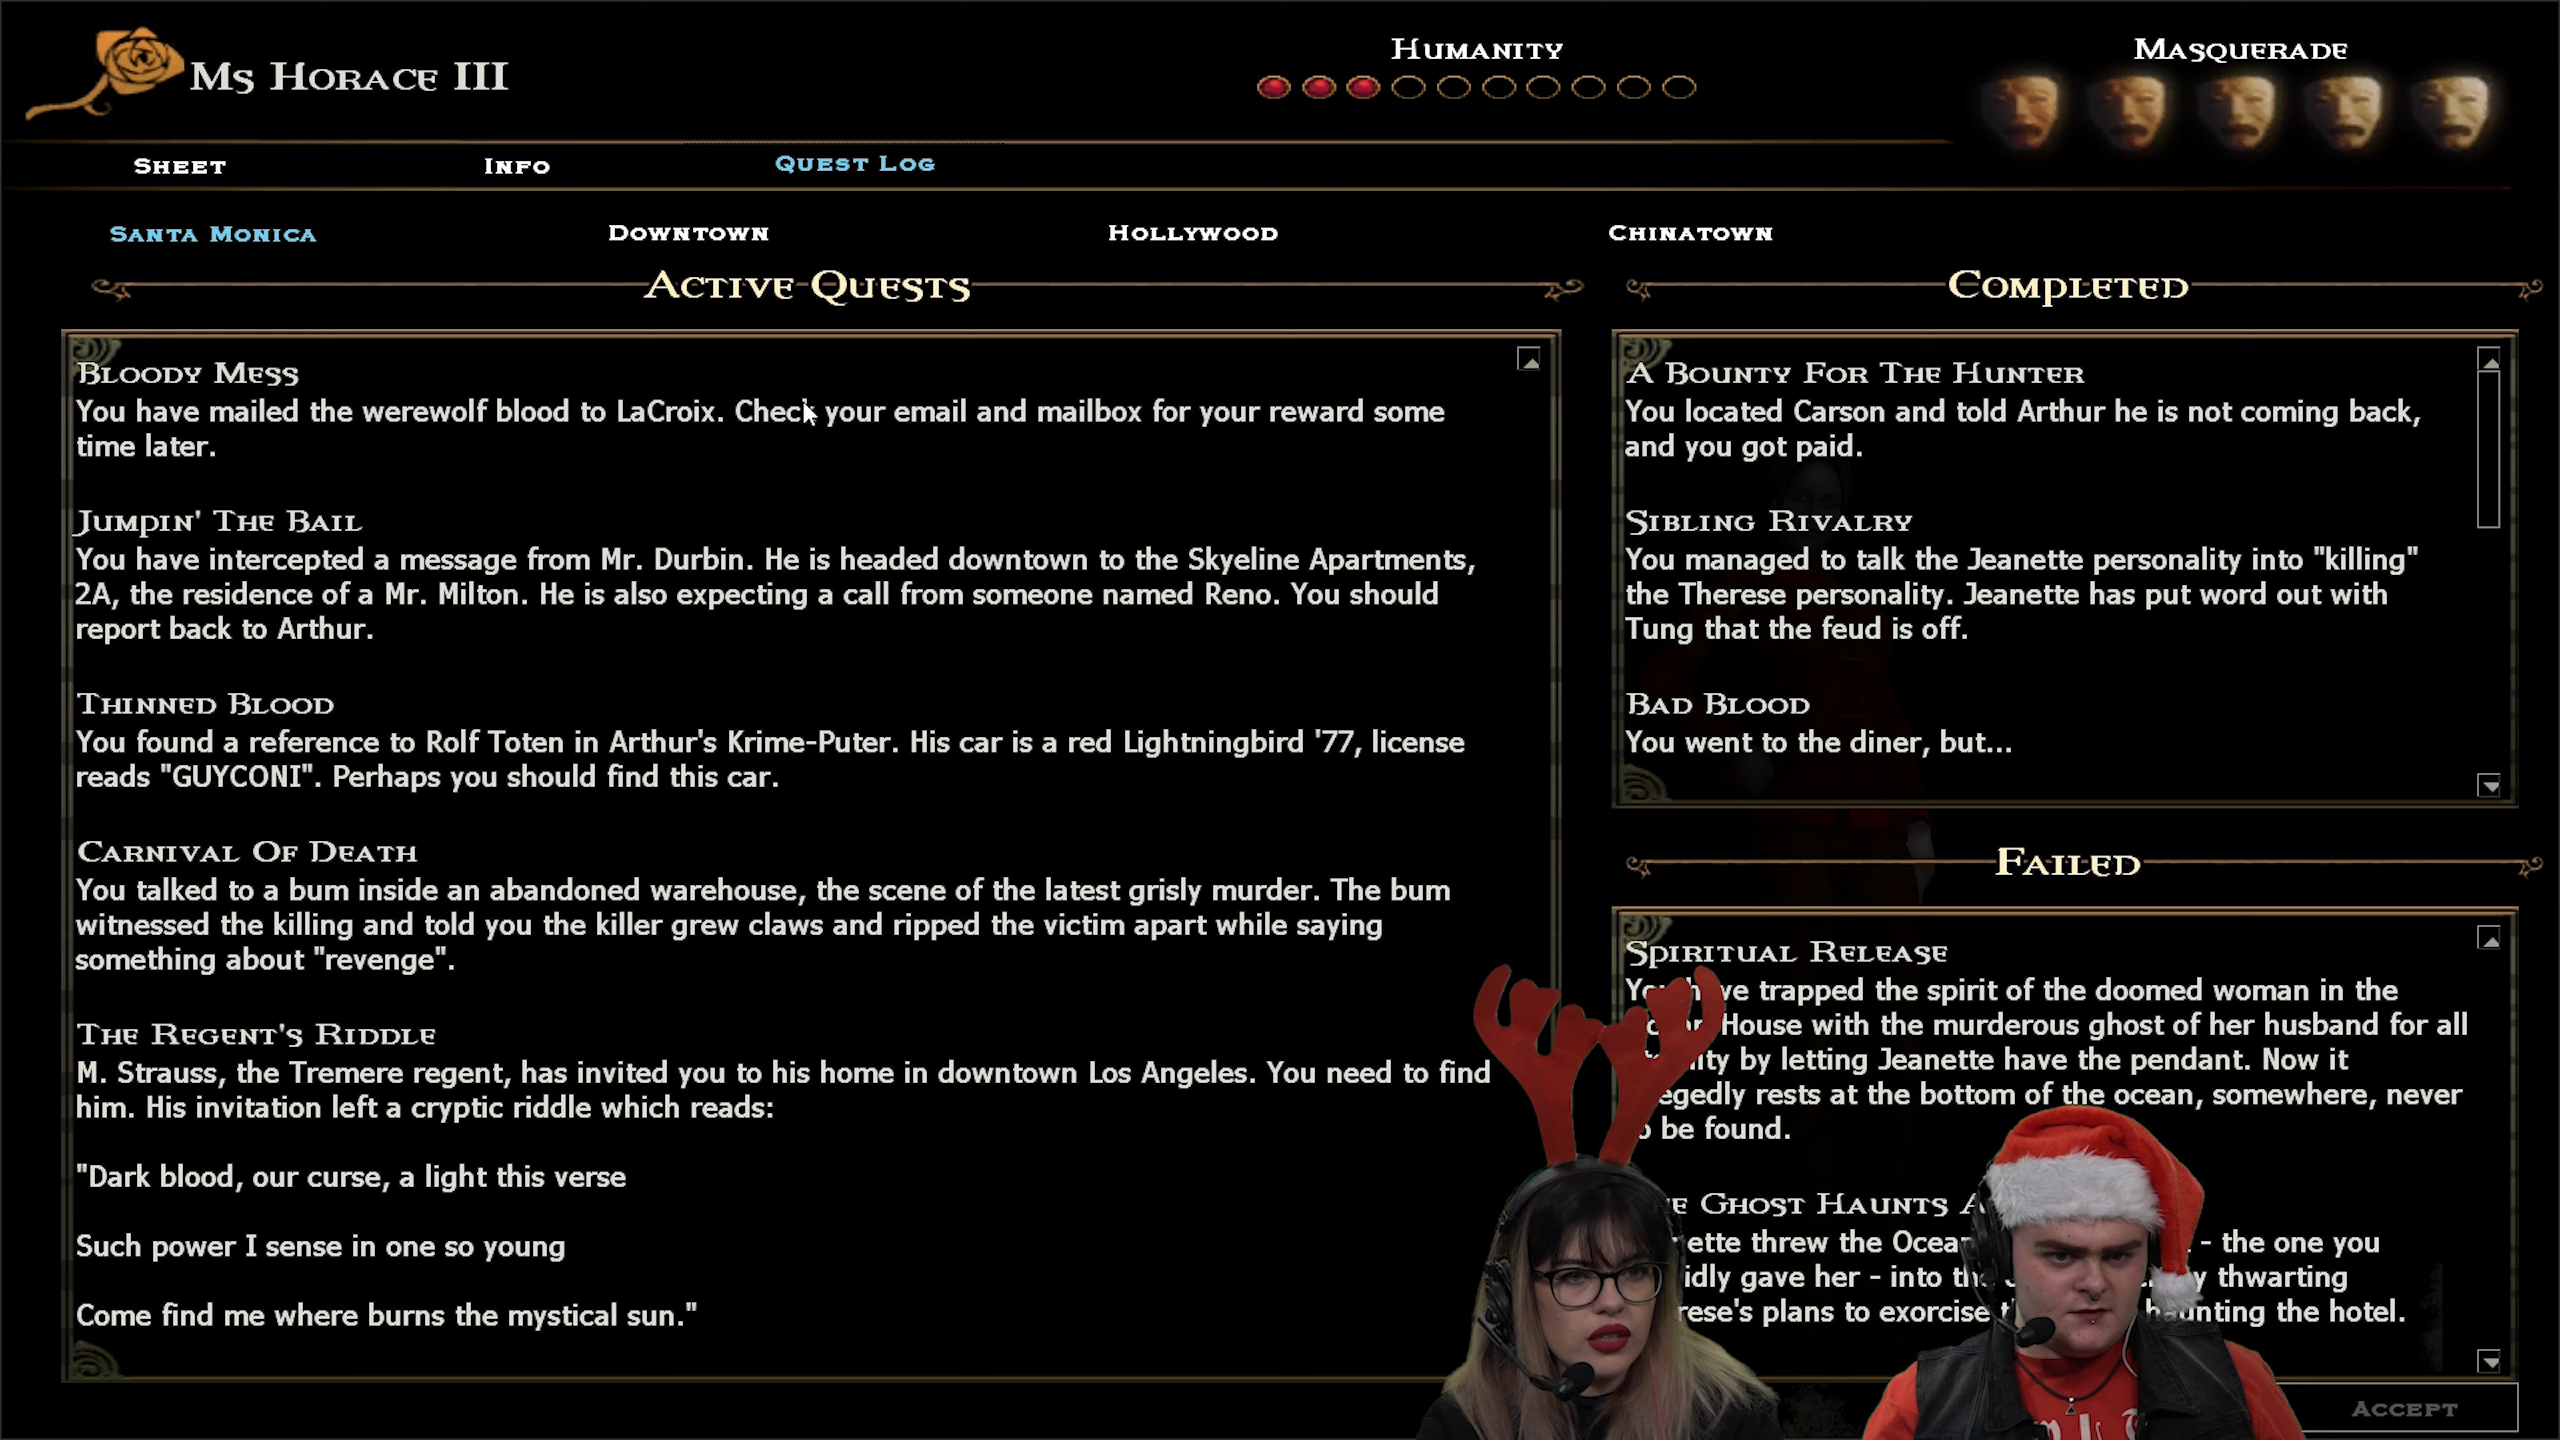 Ms Horace III
Humanity
Masquerade
Sheet
Info
Quest Log
Santa Monica
Downtown
Hollywood
Chinatown
Active Quests
Bloody Mess
You have mailed the werewolf blood to LaCroix. Check your email and mailbox for your reward some
time later.
Jumpin' The Bail
You have intercepted a message from Mr. Durbin. He is headed downtown to the Skyeline Apartments,
2A, the residence of a Mr. Milton. He is also expecting a call from someone named Reno. You should
report back to Arthur.
Thinned Blood
You found a reference to Rolf Toten in Arthur's Krime-Puter. His car is a red Lightningbird '77, license
reads "GUYCONI". Perhaps you should find this car.
Carnival Of Death
You talked to a bum inside an abandoned warehouse, the scene of the latest grisly murder. The bum
witnessed the killing and told you the killer grew claws and ripped the victim apart while saying
something about "revenge".
The Regent's Riddle
M. Strauss, the Tremere regent, has invited you to his home in downtown Los Angeles. You need to find
him. His invitation left a cryptic riddle which reads:
"Dark blood, our curse, a light this verse
Such power I sense in one so young
Come find me where burns the mystical sun."
Completed
A Bounty For The Hunter
You located Carson and told Arthur he is not coming back,
and you got paid.
Sibling Rivalry
You managed to talk the Jeanette personality into "killing"
the Therese personality. Jeanette has put word out with
Tung that the feud is off.
Bad Blood
You went to the diner, but...
Failed
Spiritual Release
trapped the spirit of the doomed woman in the
House with the murderous ghost of her husband for all
by letting Jeanette have the pendant. Now it
rests at the bottom of the ocean, somewhere, never
be found.
Ghost Haunts
threw the - the one you
gave her - into thwarting
plans to exorcise haunting the hotel.
Accept